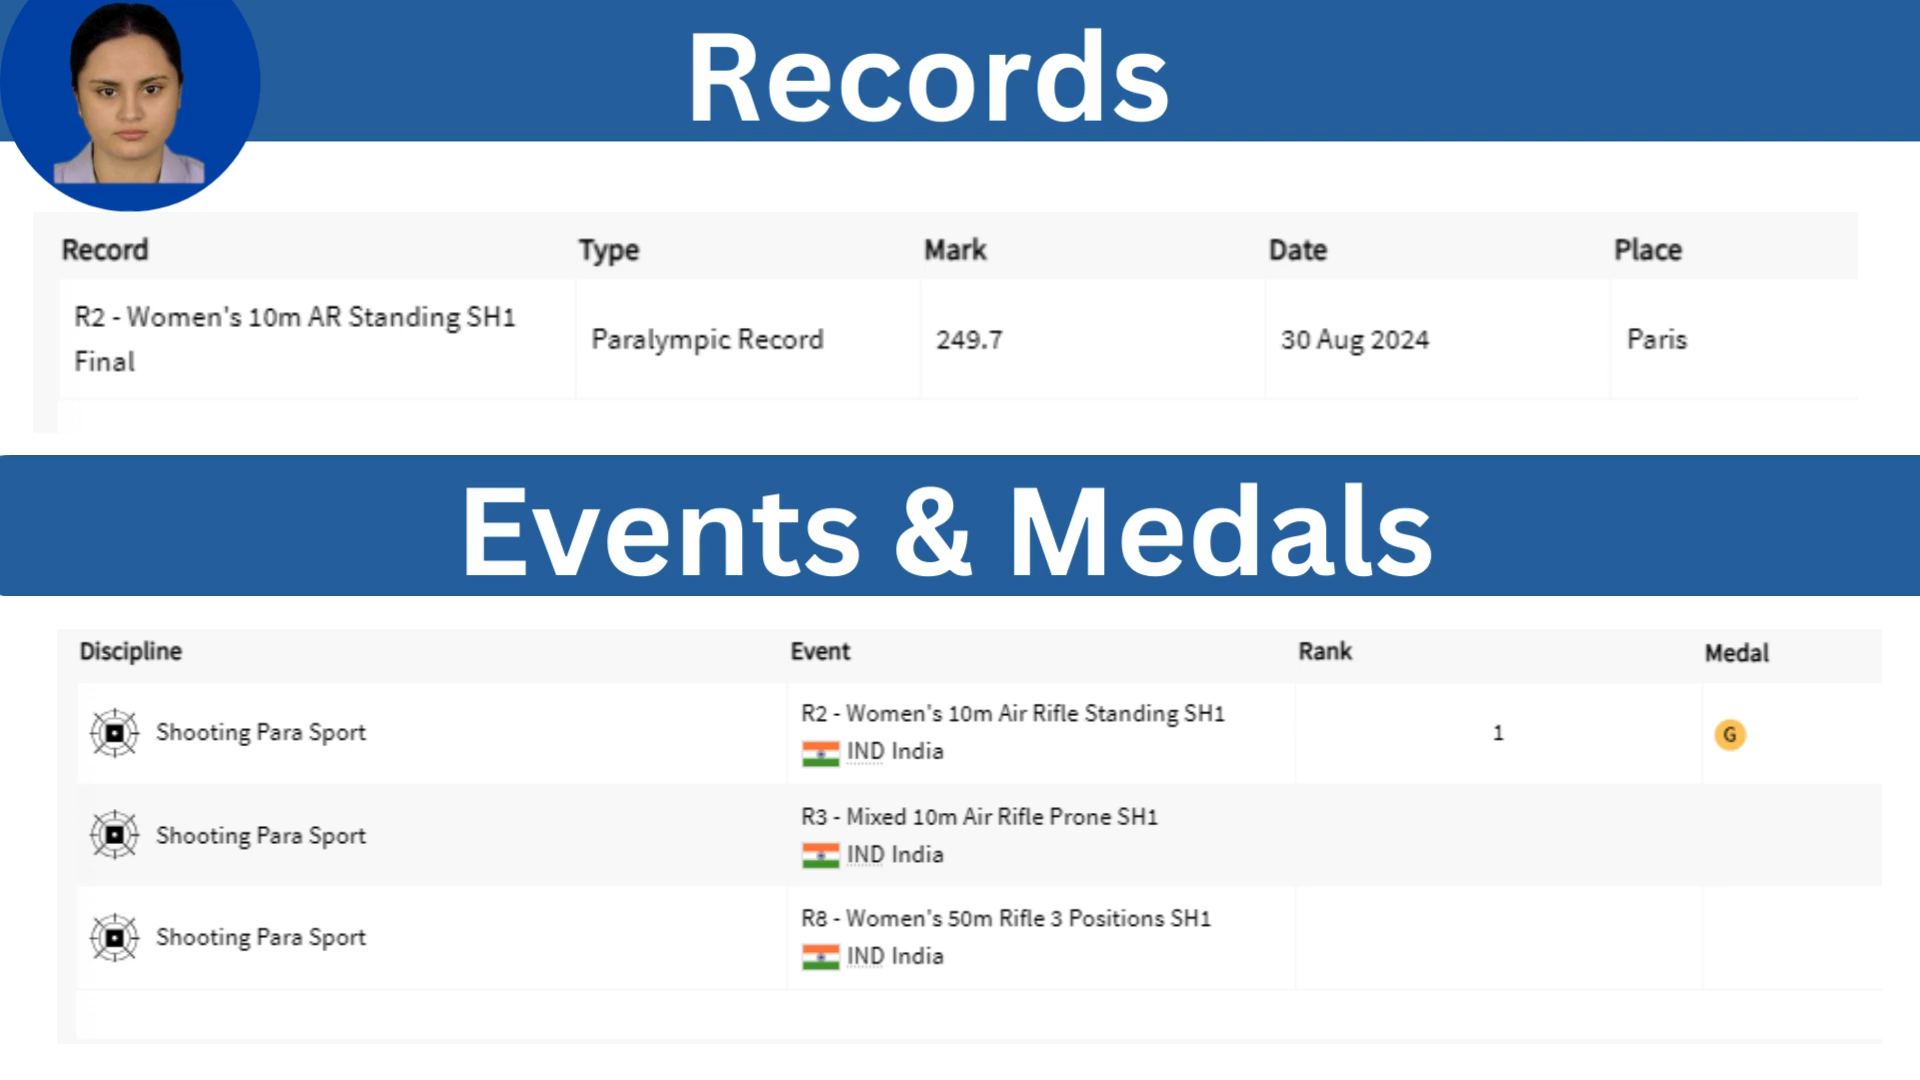 Records
Record Type Mark Date Place
R2 - Women's 10m AR Standing SH1
Final
Paralympic Record 249.7 30 Aug 2024 Paris
Events & Medals
Discipline Event Rank Medal
Shooting Para Sport
R2 - Women's 10m Air Rifle Standing SH1
IND India
1
G
Shooting Para Sport
R3 - Mixed 10m Air Rifle Prone SH1
IND India
Shooting Para Sport
R8 - Women's 50m Rifle 3 Positions SH1
IND India